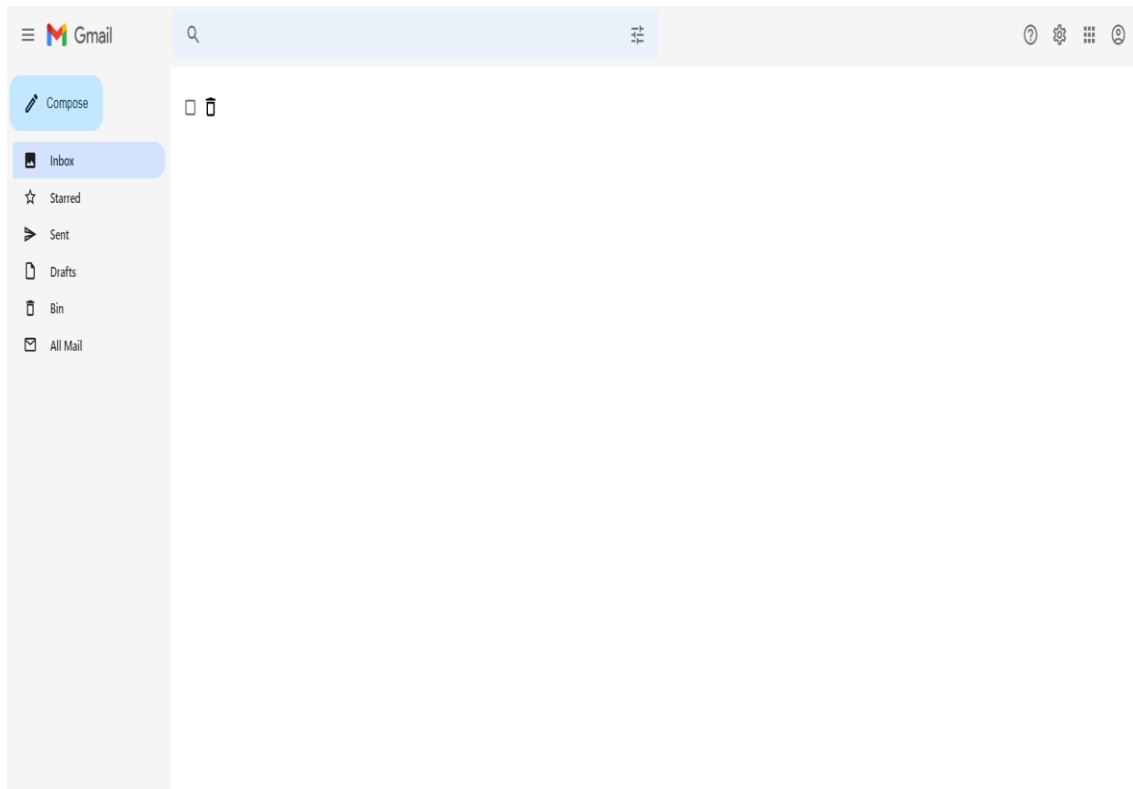 Gmail
Compose
Inbox
Starred
Sent
Drafts
Bin
All Mail